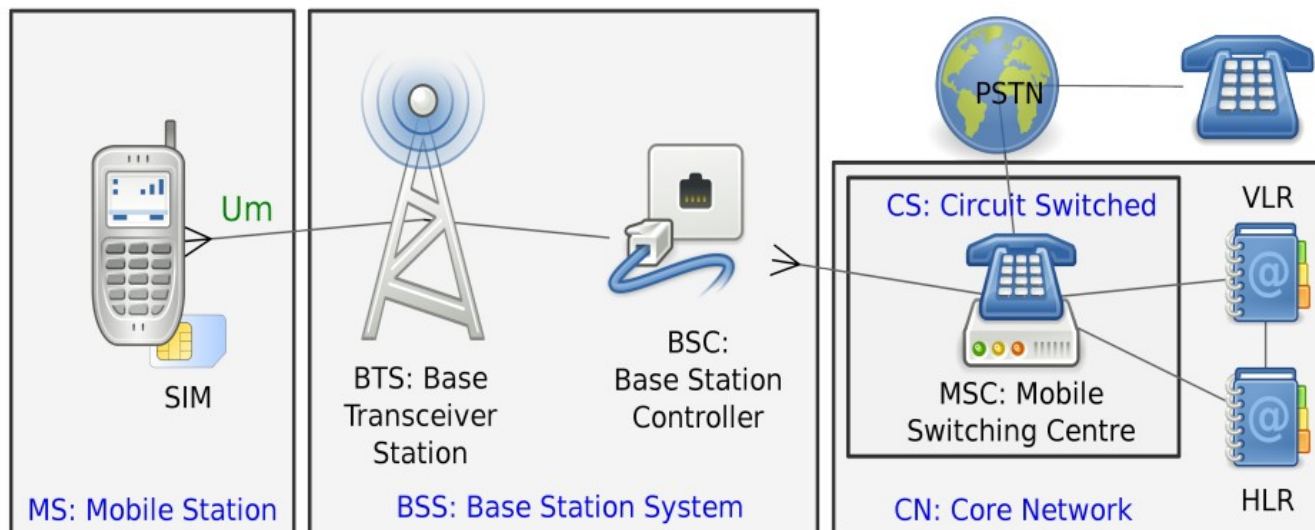 Um
SIM
MS: Mobile Station
BTS: Base
Transceiver
Station
BSC:
Base Station
Controller
BSS: Base Station System
PSTN
CS: Circuit Switched
MSC: Mobile
Switching Centre
VLR
@
@
HLR
CN: Core Network